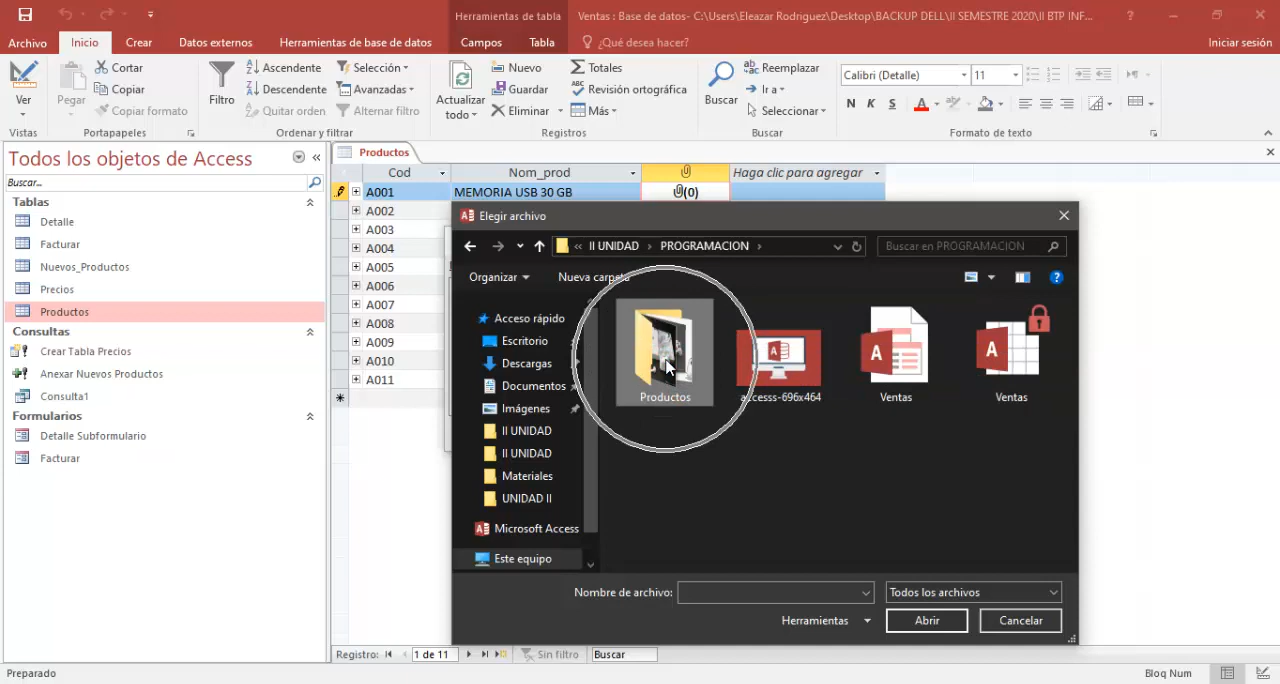 Herramientas de tabla
Ventas : Base de datos- C:\Users\Eleazar Rodriguez\Desktop\BACKUP DELL\II SEMESTRE 2020\II BTP INF...
Archivo Inicio Crear Datos externos Herramientas de base de datos Campos Tabla ¿Qué desea hacer? Iniciar sesión
Ver
Vistas
Pegar
Cortar
Copiar
Copiar formato
Portapapeles
Filtro
Ascendente
Descendente
Quitar orden
Selección
Avanzadas
Alternar filtro
Ordenar y filtrar
Actualizar
todo
Nuevo
Guardar
Eliminar
Totales
Revisión ortográfica
Más
Registros
Buscar
Reemplazar
Ir a
Seleccionar
Buscar
Calibri (Detalle) 11
N K S A
Formato de texto
Todos los objetos de Access
Buscar...
Tablas
Detalle
Facturar
Nuevos_Productos
Precios
Productos
Consultas
Crear Tabla Precios
Anexar Nuevos Productos
Consulta1
Formularios
Detalle Subformulario
Facturar
Productos
Cod Nom_prod Haga clic para agregar
A001 MEMORIA USB 30 GB (0)
A002
A003
A004
A005
A006
A007
A008
A009
A010
A011
Elegir archivo
« II UNIDAD › PROGRAMACION ›
Buscar en PROGRAMACION
Organizar Nueva carpeta
Acceso rápido
Escritorio
Descargas
Documentos
Imágenes
II UNIDAD
II UNIDAD
Materiales
UNIDAD II
Microsoft Access
Este equipo
Productos
accesss-696x464
Ventas
Ventas
Nombre de archivo:
Todos los archivos
Herramientas Abrir Cancelar
Registro: 1 de 11 Sin filtro Buscar
Preparado Bloq Num